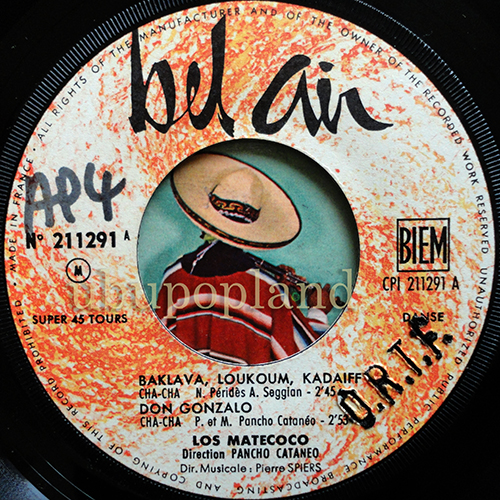 · ALL RIGHTS OF THE MANUFACTURER AND OF THE OWNER OF THE RECORDED WORK RESERVED · UNAUTHORIZED PUBLIC PERFORMANCE BROADCASTING AND COPYING OF THIS RECORD PROHIBITED · MADE IN FRANCE
bel air
AP4
N° 211291 A
BIEM
M
CPI 211291 A
ubupopland
SUPER 45 TOURS
DANSE
O.R.T.F.
BAKLAVA, LOUKOUM, KADAIFF
CHA-CHA N. Péridès A. Seggian - 2'45
DON GONZALO
CHA-CHA P. et M. Pancho Catanéo - 2'53
LOS MATECOCO
Direction PANCHO CATANEO
Dir. Musicale : Pierre SPIERS